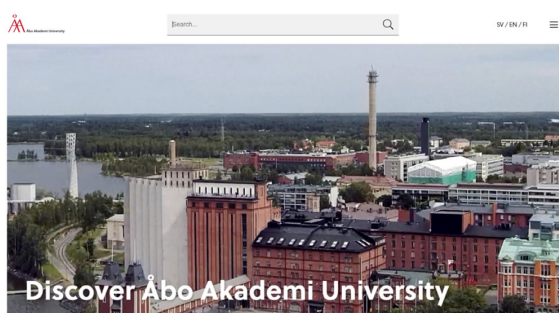 Åbo Akademi University
Search...
SV / EN / FI
Discover Åbo Akademi University